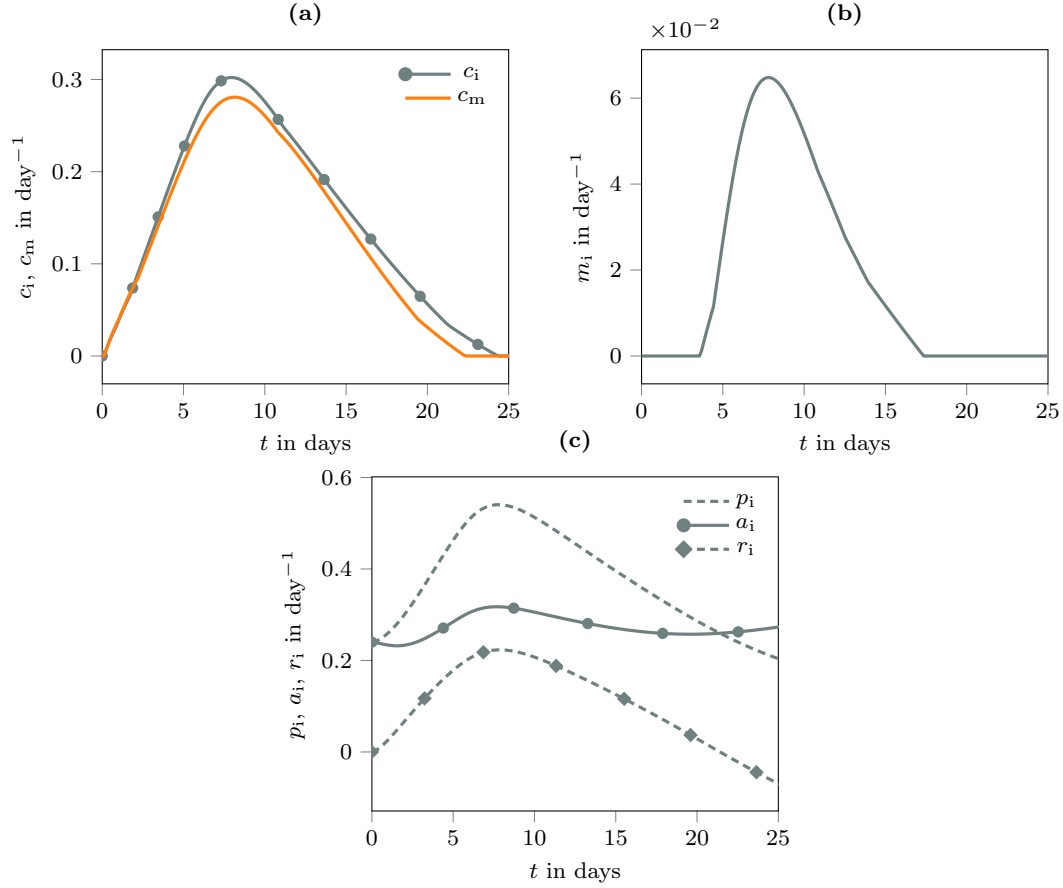 (a)
0.3
0.2
0.1
0
0 5 10 15 20 25
c_i, c_m in day⁻¹
t in days
c_i
c_m
(b)
×10⁻²
6
4
2
0
0 5 10 15 20 25
m_i in day⁻¹
t in days
(c)
0.6
0.4
0.2
0
0 5 10 15 20 25
p_i, a_i, r_i in day⁻¹
t in days
p_i
a_i
r_i